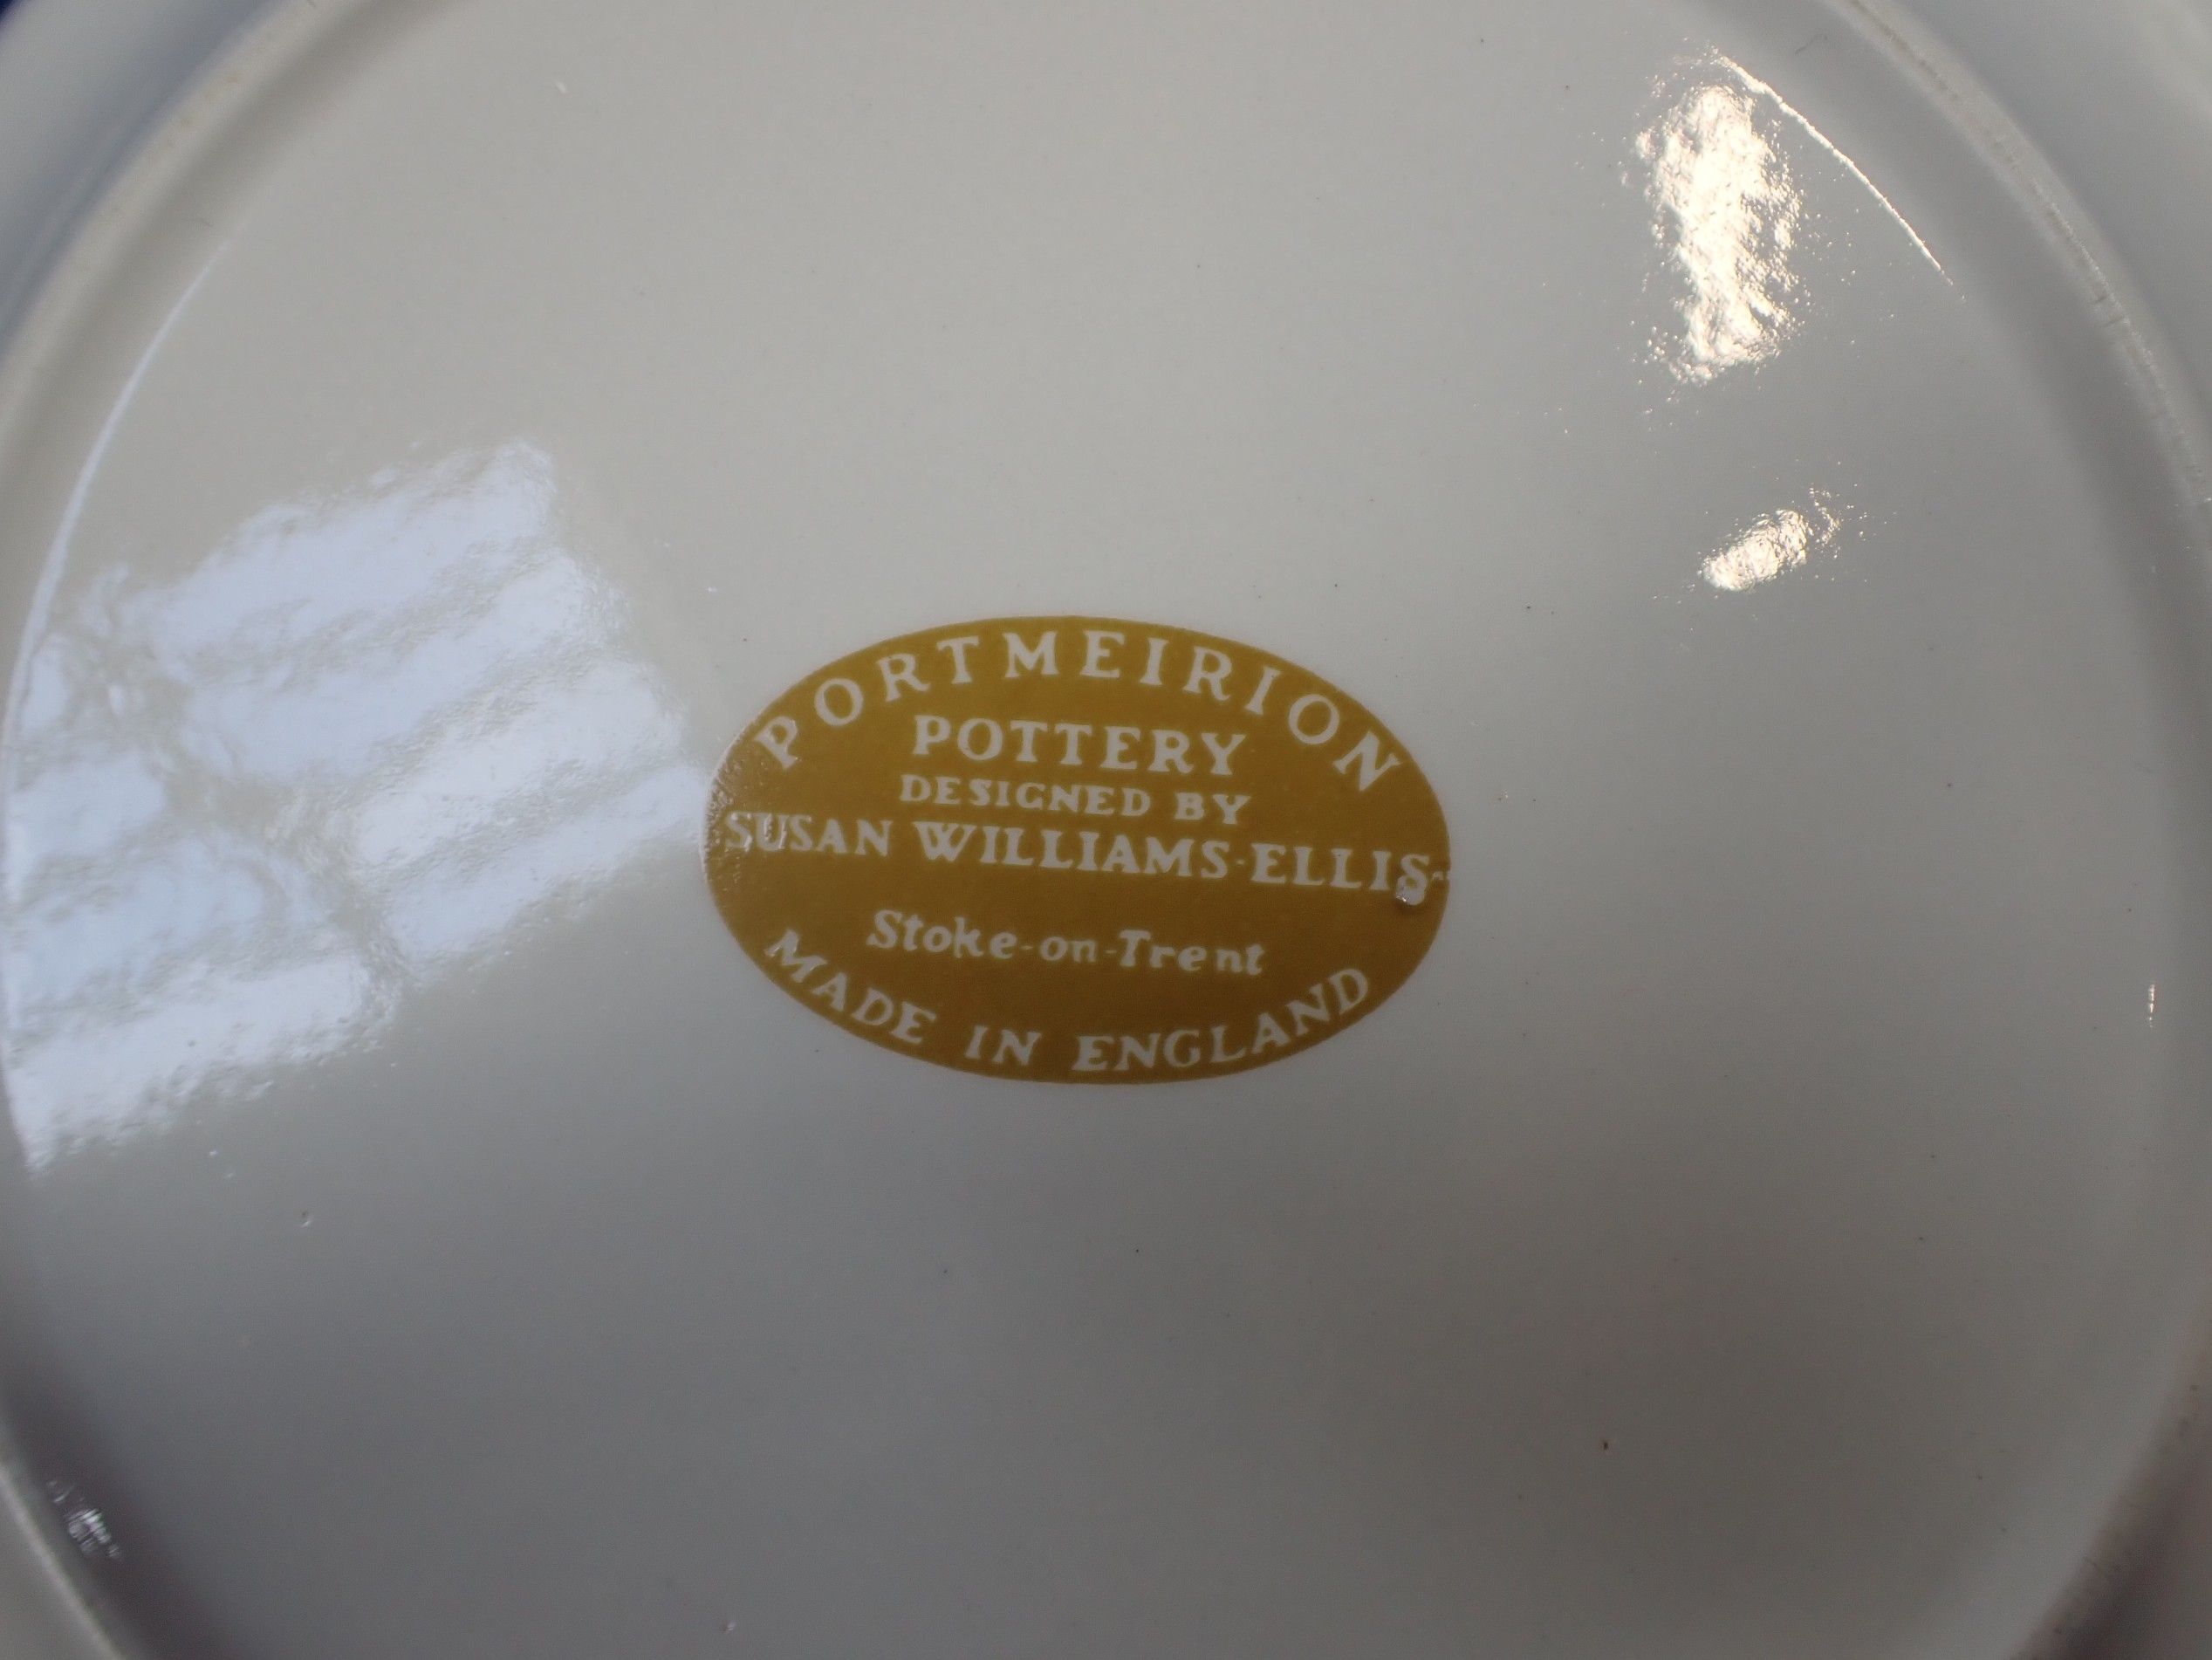 PORTMEIRION
POTTERY
DESIGNED BY
SUSAN WILLIAMS-ELLIS
Stoke-on-Trent
MADE IN ENGLAND